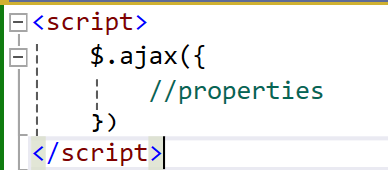 <script>
$.ajax({
//properties
})
</script>